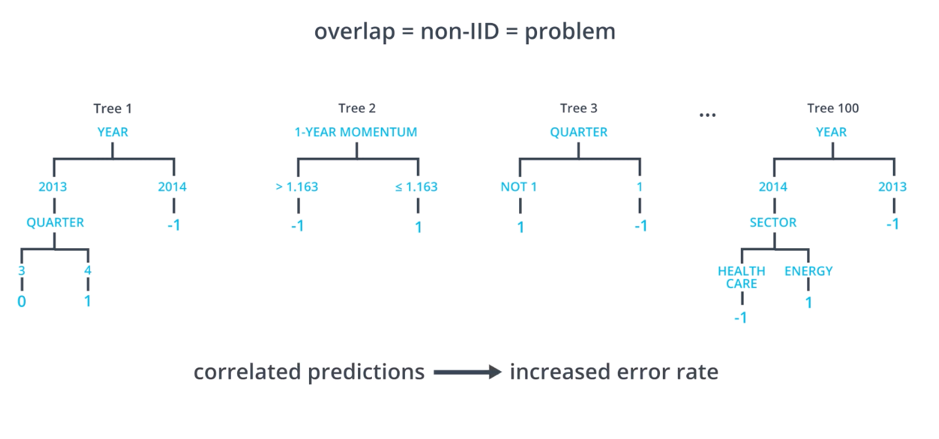 overlap = non-IID = problem
Tree 1
Tree 2
Tree 3
...
Tree 100
YEAR
1-YEAR MOMENTUM
QUARTER
YEAR
2013
2014
> 1.163
≤ 1.163
NOT 1
1
2014
2013
QUARTER
-1
-1
1
1
-1
SECTOR
-1
3
4
HEALTH
CARE
ENERGY
0
1
-1
1
correlated predictions
increased error rate